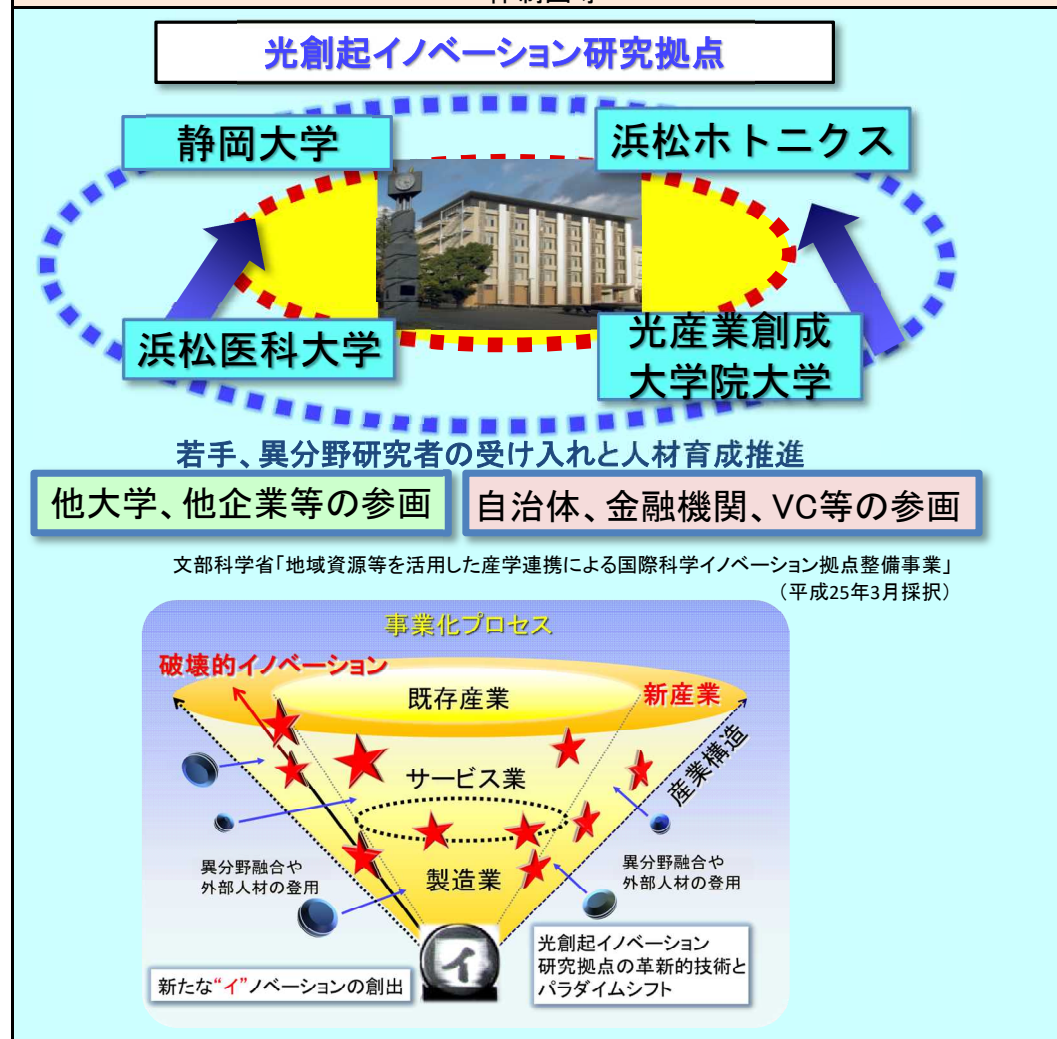 光創起イノベーション研究拠点
静岡大学
浜松ホトニクス
浜松医科大学
光産業創成
大学院大学
若手、異分野研究者の受け入れと人材育成推進
他大学、他企業等の参画
自治体、金融機関、VC等の参画
文部科学省「地域資源等を活用した産学連携による国際科学イノベーション拠点整備事業」
（平成25年3月採択）
事業化プロセス
破壊的イノベーション
既存産業
新産業
産業構造
サービス業
製造業
異分野融合や
外部人材の登用
異分野融合や
外部人材の登用
イ
新たな“イ”ノベーションの創出
光創起イノベーション
研究拠点の革新的技術と
パラダイムシフト